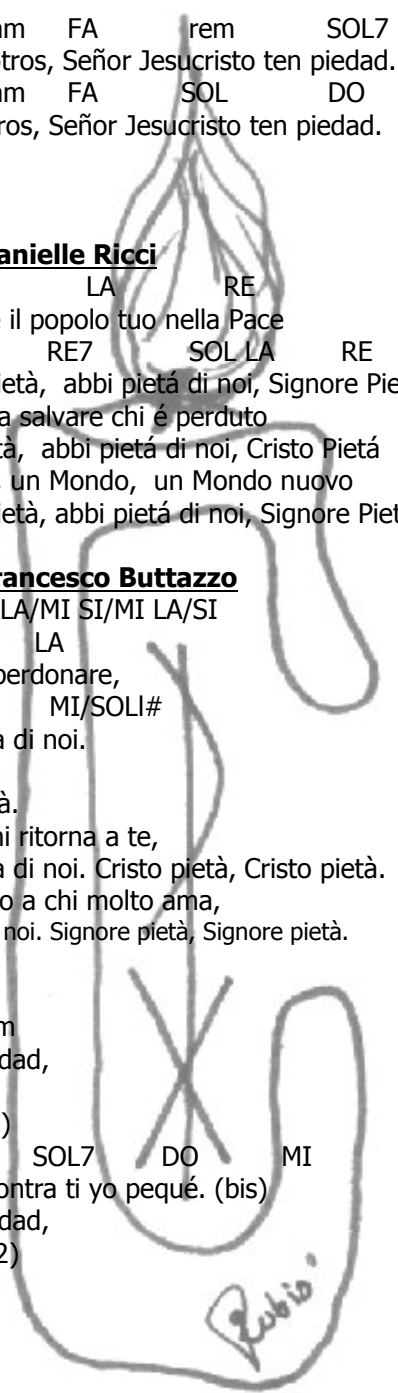 am FA rem SOL7
otros, Señor Jesucristo ten piedad.
am FA SOL DO
ros, Señor Jesucristo ten piedad.
anielle Ricci
LA RE
e il popolo tuo nella Pace
RE7 SOL LA RE
ietà, abbi pietá di noi, Signore Pie
a salvare chi é perduto
tà, abbi pietá di noi, Cristo Pietá
, un Mondo, un Mondo nuovo
ietà, abbi pietá di noi, Signore Piet
rancesco Buttazzo
LA/MI SI/MI LA/SI
LA
perdonare,
MI/SOLl#
a di noi.
à.
ni ritorna a te,
a di noi. Cristo pietà, Cristo pietà.
o a chi molto ama,
noi. Signore pietà, Signore pietà.
m
dad,
)
SOL7 DO MI
ontra ti yo pequé. (bis)
dad,
2)
Rubio